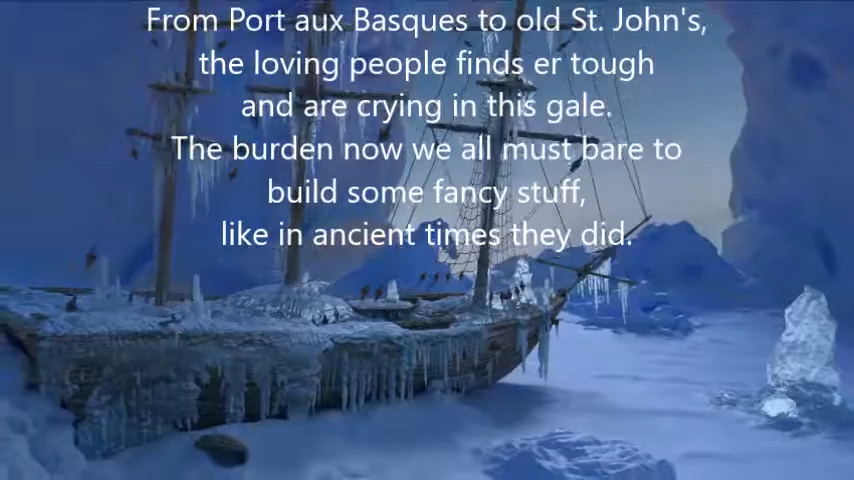 From Port aux Basques to old St. John's,
the loving people finds er tough
and are crying in this gale.
The burden now we all must bare to
build some fancy stuff,
like in ancient times they did.